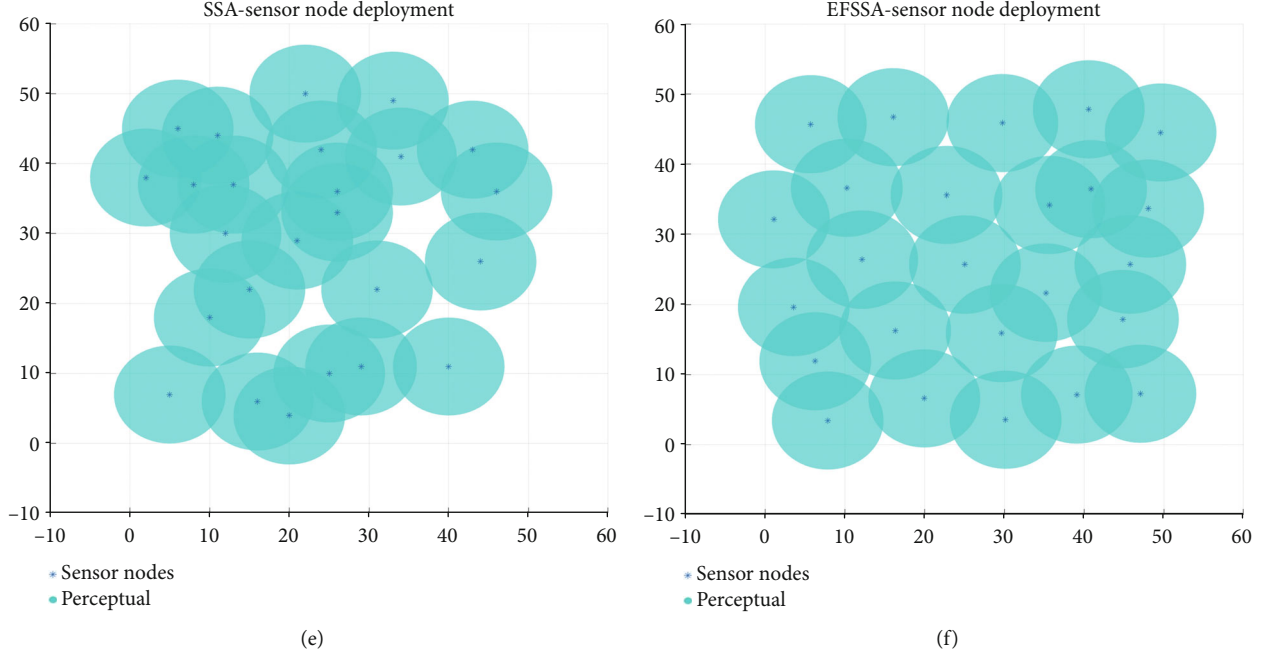 SSA-sensor node deployment
60
50
40
30
20
10
0
−10
−10 0 10 20 30 40 50 60
* Sensor nodes
Perceptual
(e)
EFSSA-sensor node deployment
60
50
40
30
20
10
0
−10
−10 0 10 20 30 40 50 60
* Sensor nodes
Perceptual
(f)